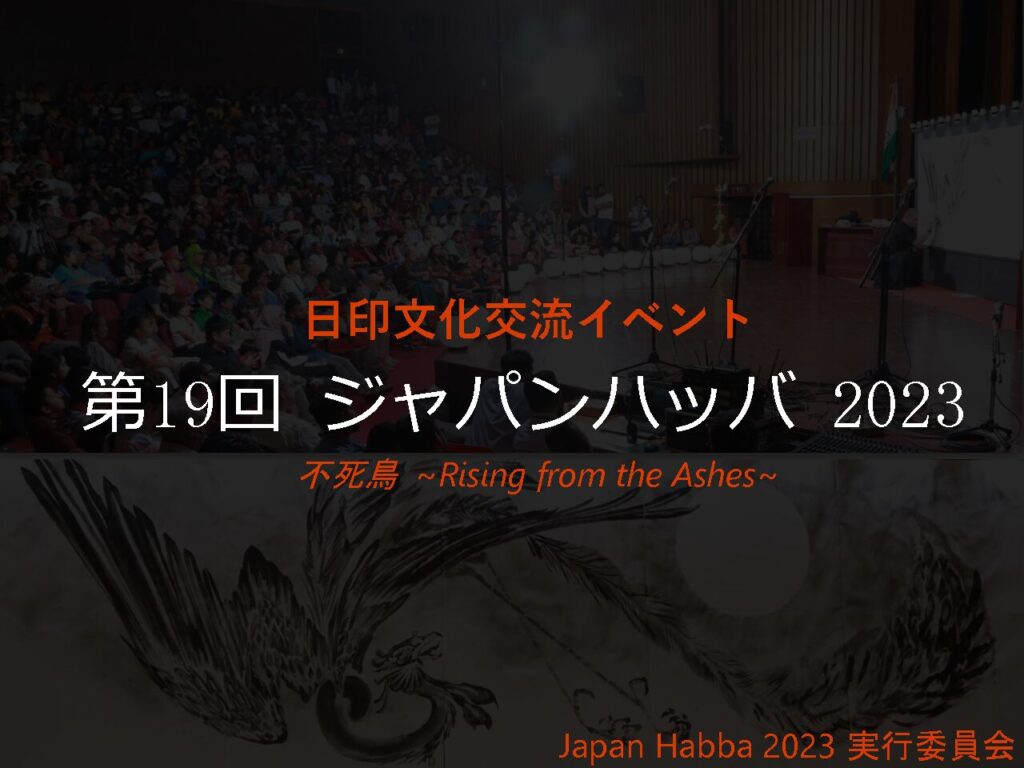 日印文化交流イベント
第19回 ジャパンハッバ 2023
不死鳥 ~Rising from the Ashes~
Japan Habba 2023 実行委員会